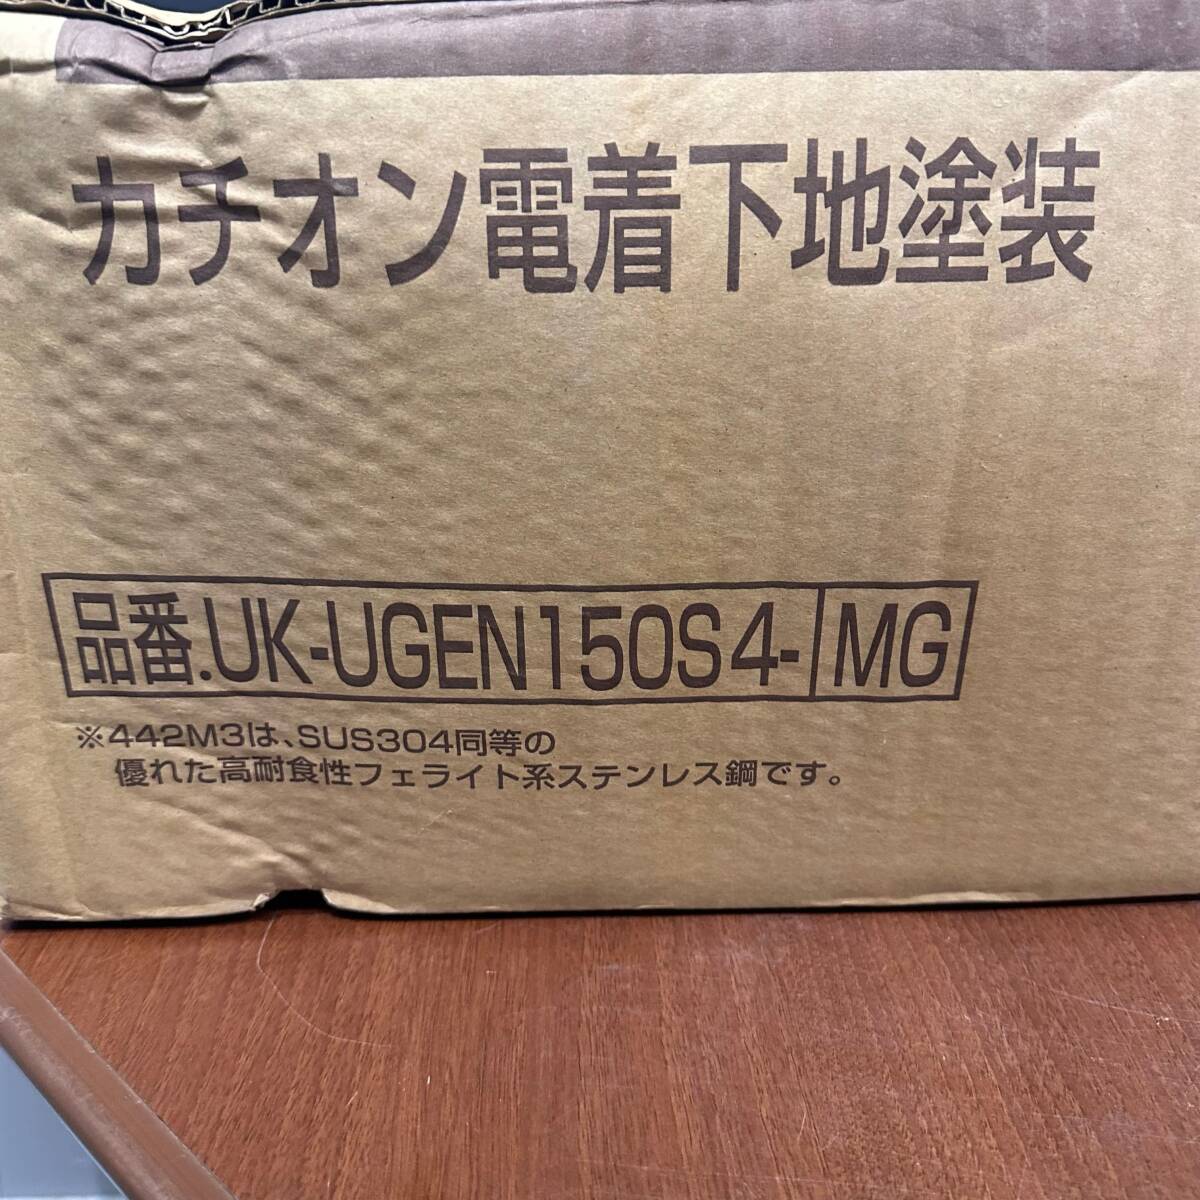 カチオン電着下地塗装
品番.UK-UGEN150S4-MG
※442M3は、SUS304同等の
優れた高耐食性フェライト系ステンレス鋼です。